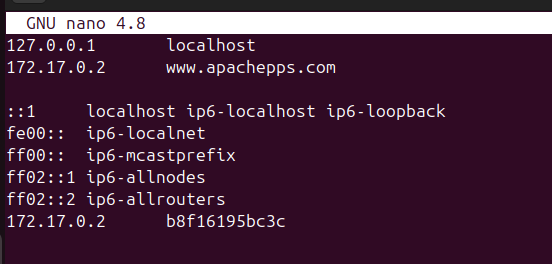 GNU nano 4.8
127.0.0.1 localhost
172.17.0.2 www.apachepps.com
::1 localhost ip6-localhost ip6-loopback
fe00:: ip6-localnet
ff00:: ip6-mcastprefix
ff02::1 ip6-allnodes
ff02::2 ip6-allrouters
172.17.0.2 b8f16195bc3c